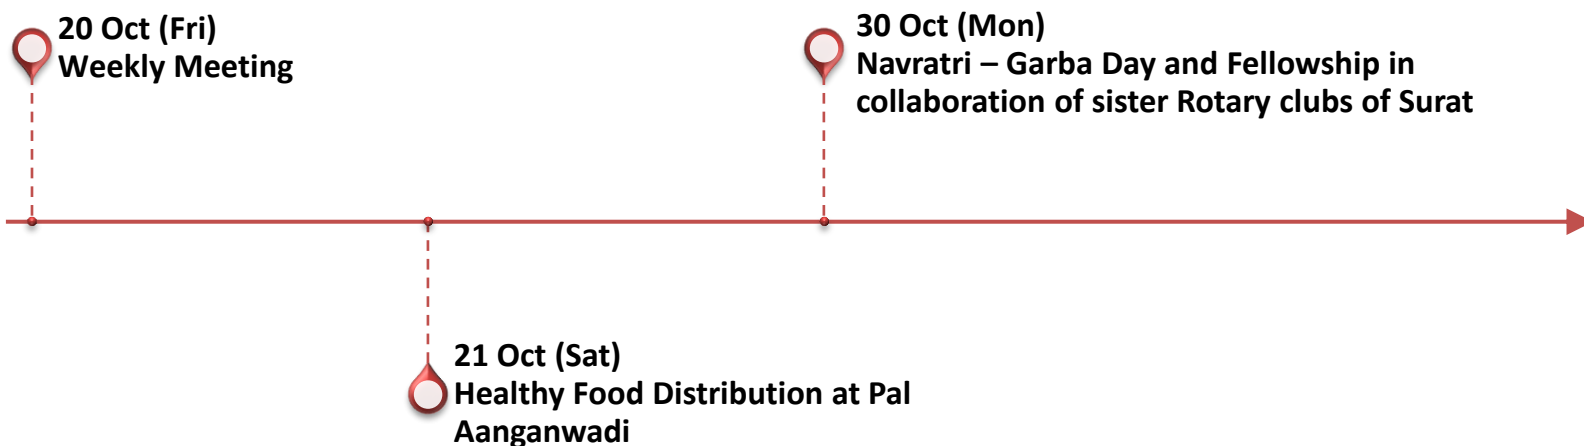 20 Oct (Fri)
Weekly Meeting
30 Oct (Mon)
Navratri – Garba Day and Fellowship in
collaboration of sister Rotary clubs of Surat
21 Oct (Sat)
Healthy Food Distribution at Pal
Aanganwadi